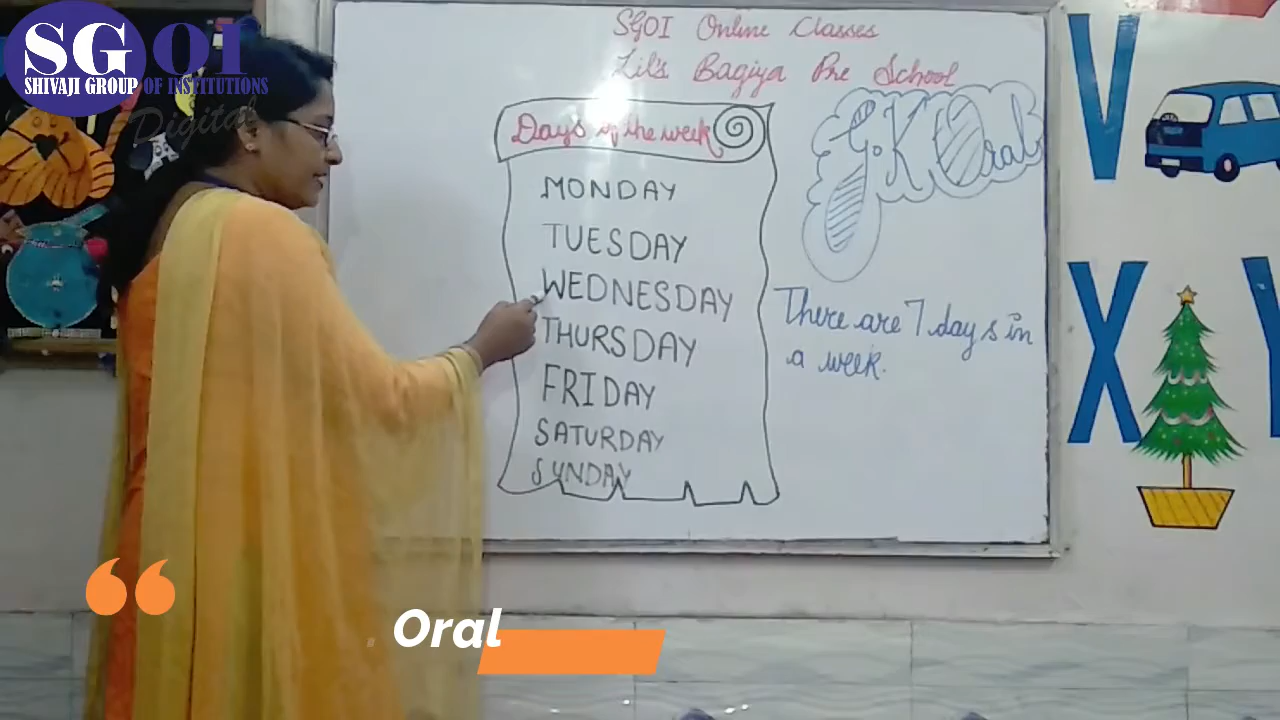 SGOI
SHIVAJI GROUP OF INSTITUTIONS
Digital
SGOI Online Classes
Lil's Bagiya Pre School
Days of the week
MONDAY
TUESDAY
WEDNESDAY
THURSDAY
FRIDAY
SATURDAY
SUNDAY
G.K Oral
There are 7 days in
a week.
V
X Y
“
Oral